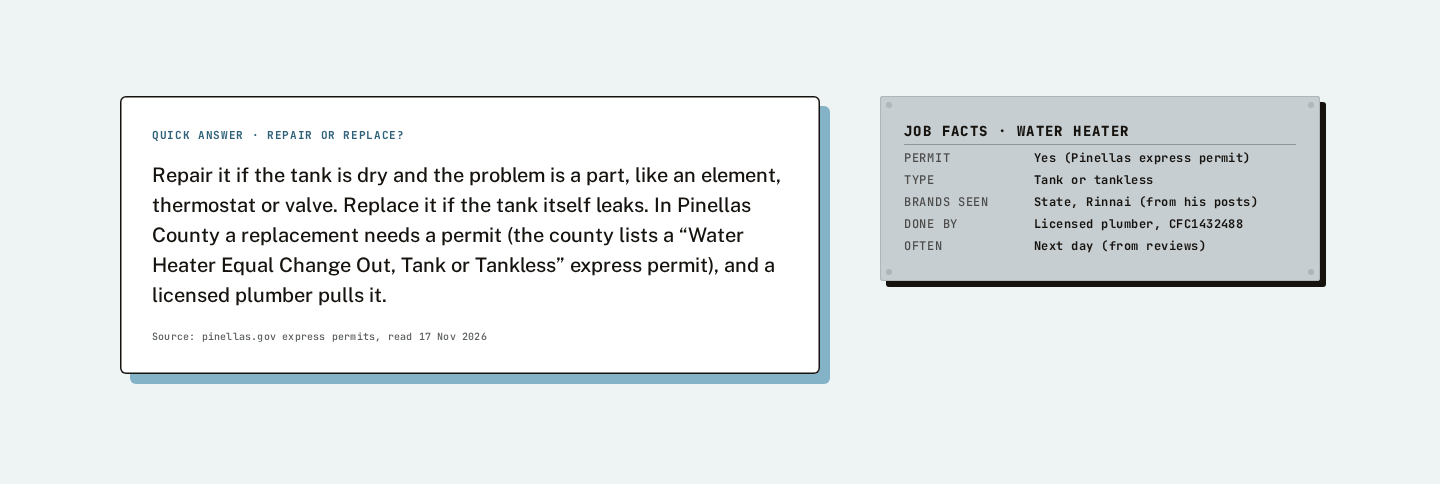 QUICK ANSWER · REPAIR OR REPLACE?
Repair it if the tank is dry and the problem is a part, like an element,
thermostat or valve. Replace it if the tank itself leaks. In Pinellas
County a replacement needs a permit (the county lists a “Water
Heater Equal Change Out, Tank or Tankless” express permit), and a
licensed plumber pulls it.
Source: pinellas.gov express permits, read 17 Nov 2026
JOB FACTS · WATER HEATER
PERMIT Yes (Pinellas express permit)
TYPE Tank or tankless
BRANDS SEEN State, Rinnai (from his posts)
DONE BY Licensed plumber, CFC1432488
OFTEN Next day (from reviews)